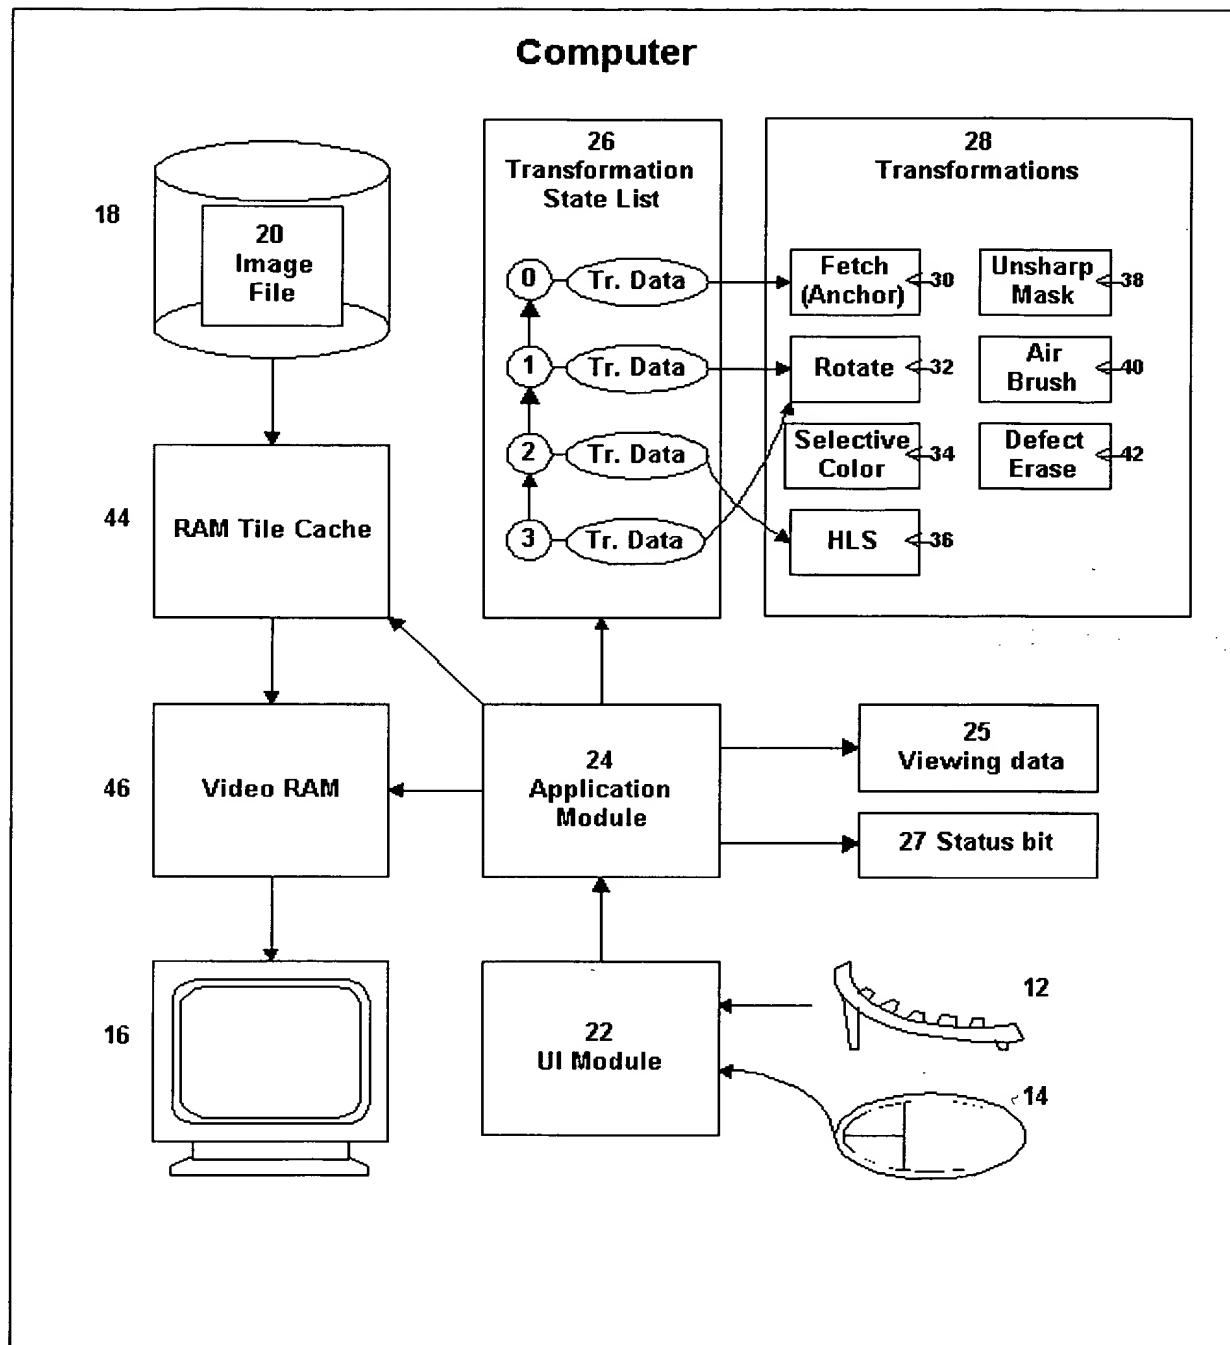 Computer
18
20
Image
File
26
Transformation
State List
0
Tr. Data
1
Tr. Data
2
Tr. Data
3
Tr. Data
28
Transformations
Fetch
(Anchor)
30
Unsharp
Mask
38
Rotate
32
Air
Brush
40
Selective
Color
34
Defect
Erase
42
HLS
36
44
RAM Tile Cache
46
Video RAM
24
Application
Module
25
Viewing data
27 Status bit
16
22
UI Module
12
14